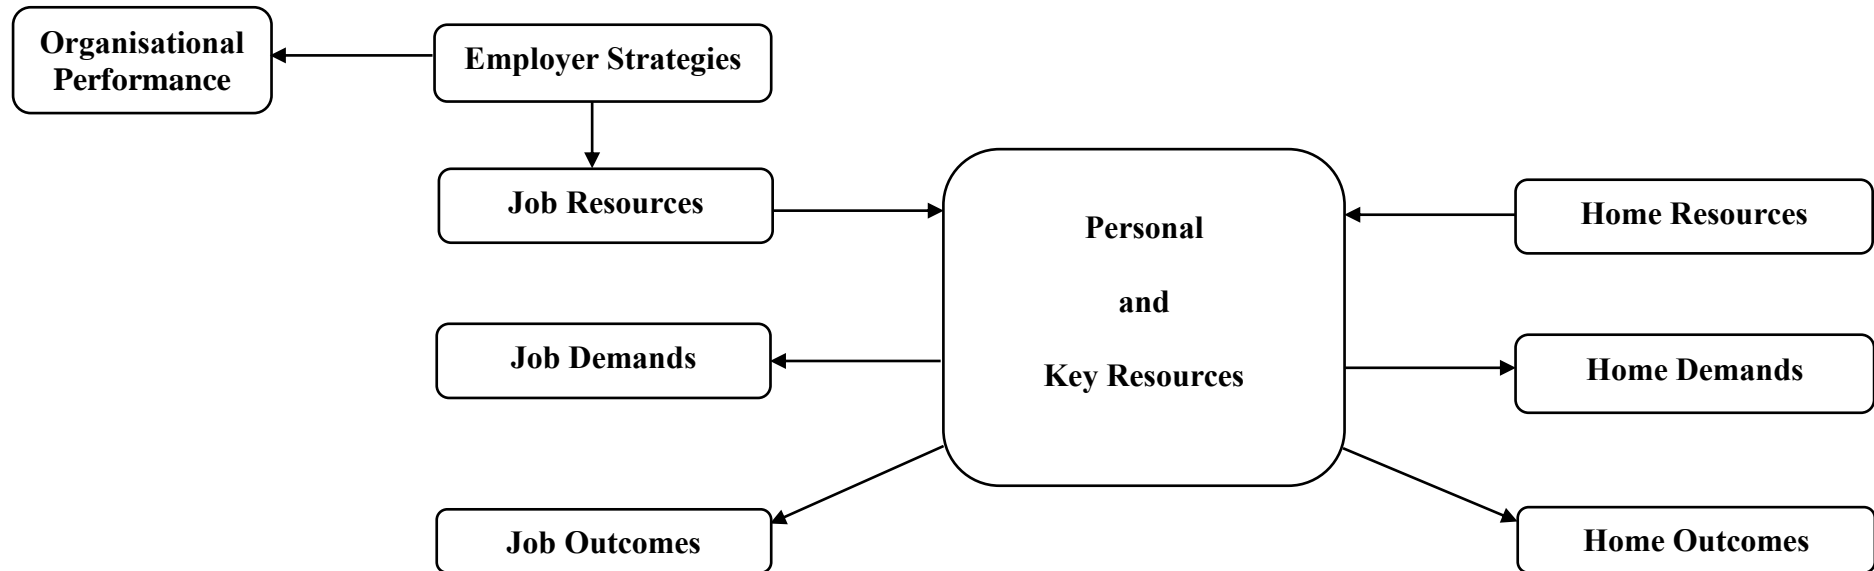 Organisational
Performance
Employer Strategies
Job Resources
Personal
and
Key Resources
Home Resources
Job Demands
Home Demands
Job Outcomes
Home Outcomes